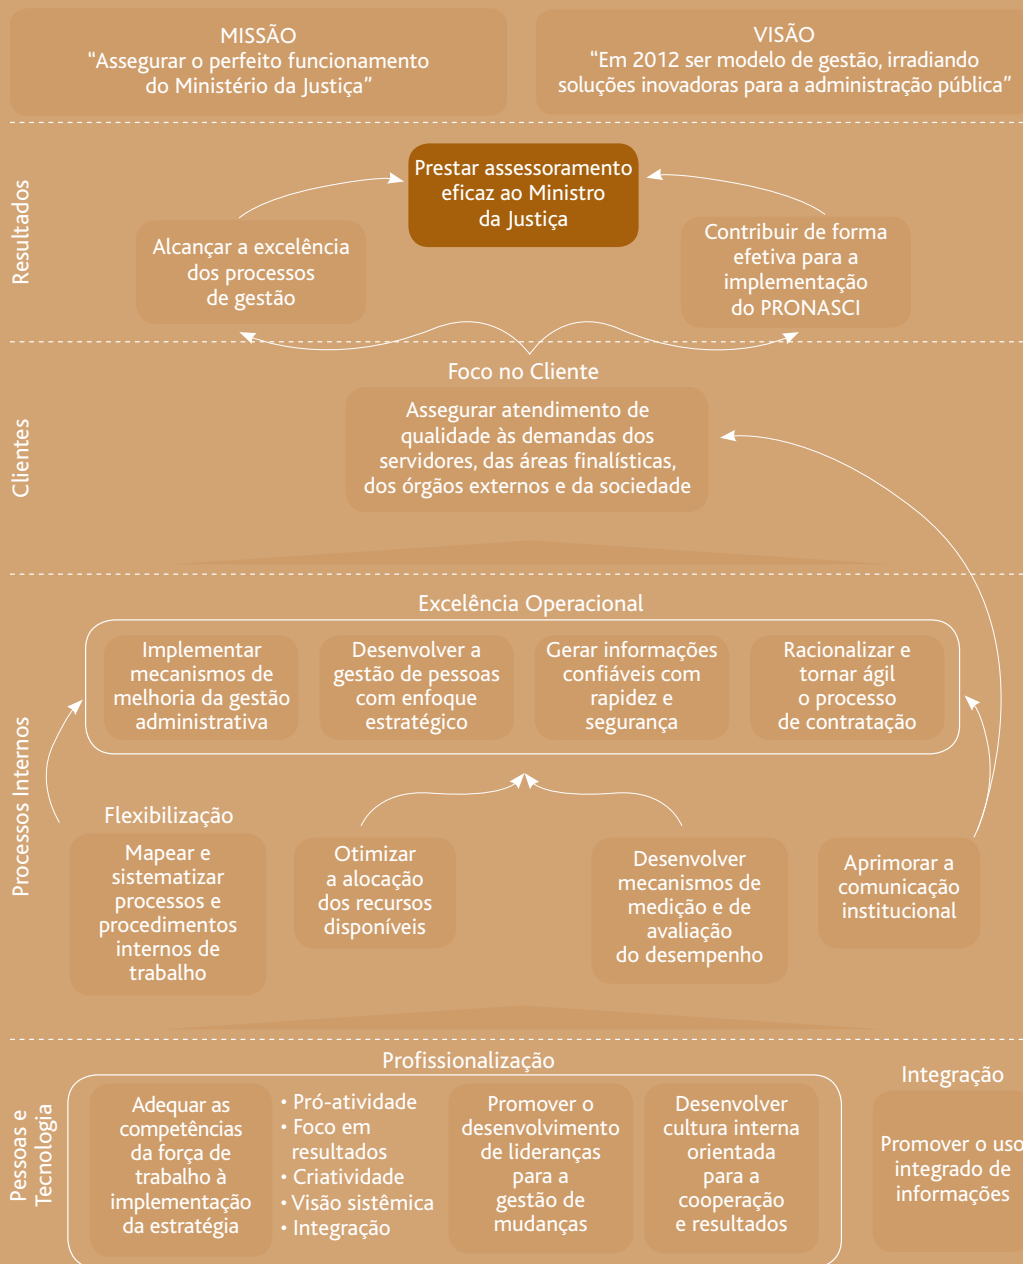 MISSÃO
“Assegurar o perfeito funcionamento
do Ministério da Justiça”
VISÃO
“Em 2012 ser modelo de gestão, irradiando
soluções inovadoras para a administração pública”
Resultados
Prestar assessoramento
eficaz ao Ministro
da Justiça
Alcançar a excelência
dos processos
de gestão
Contribuir de forma
efetiva para a
implementação
do PRONASCI
Clientes
Foco no Cliente
Assegurar atendimento de
qualidade às demandas dos
servidores, das áreas finalísticas,
dos órgãos externos e da sociedade
Processos Internos
Excelência Operacional
Implementar
mecanismos de
melhoria da gestão
administrativa
Desenvolver a
gestão de pessoas
com enfoque
estratégico
Gerar informações
confiáveis com
rapidez e
segurança
Racionalizar e
tornar ágil
o processo
de contratação
Flexibilização
Mapear e
sistematizar
processos e
procedimentos
internos de
trabalho
Otimizar
a alocação
dos recursos
disponíveis
Desenvolver
mecanismos de
medição e de
avaliação
do desempenho
Aprimorar a
comunicação
institucional
Pessoas e
Tecnologia
Profissionalização
Adequar as
competências
da força de
trabalho à
implementação
da estratégia
• Pró-atividade
• Foco em
resultados
• Criatividade
• Visão sistêmica
• Integração
Promover o
desenvolvimento
de lideranças
para a
gestão de
mudanças
Desenvolver
cultura interna
orientada
para a
cooperação
e resultados
Integração
Promover o uso
integrado de
informações